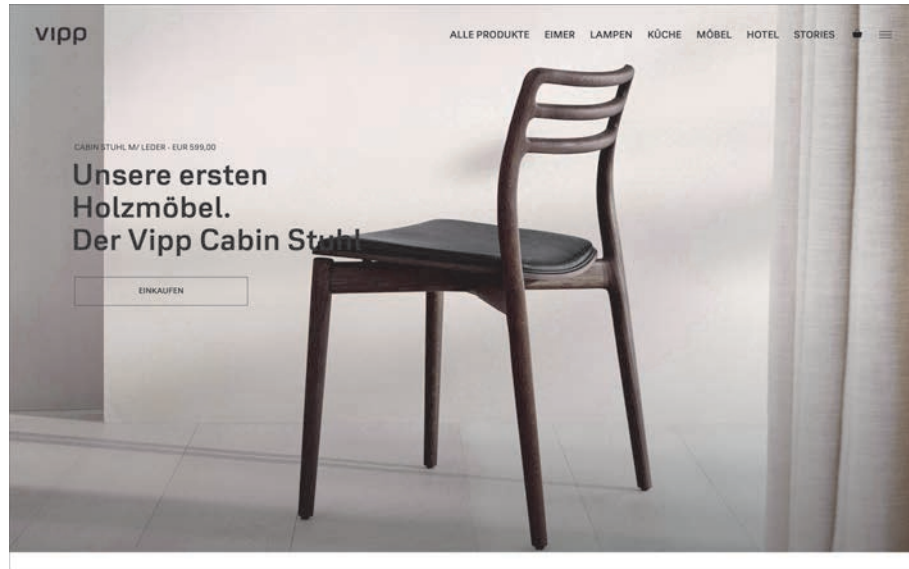 vipp
ALLE PRODUKTE EIMER LAMPEN KÜCHE MÖBEL HOTEL STORIES
CABIN STUHL M/ LEDER - EUR 599,00
Unsere ersten
Holzmöbel.
Der Vipp Cabin Stuhl
EINKAUFEN